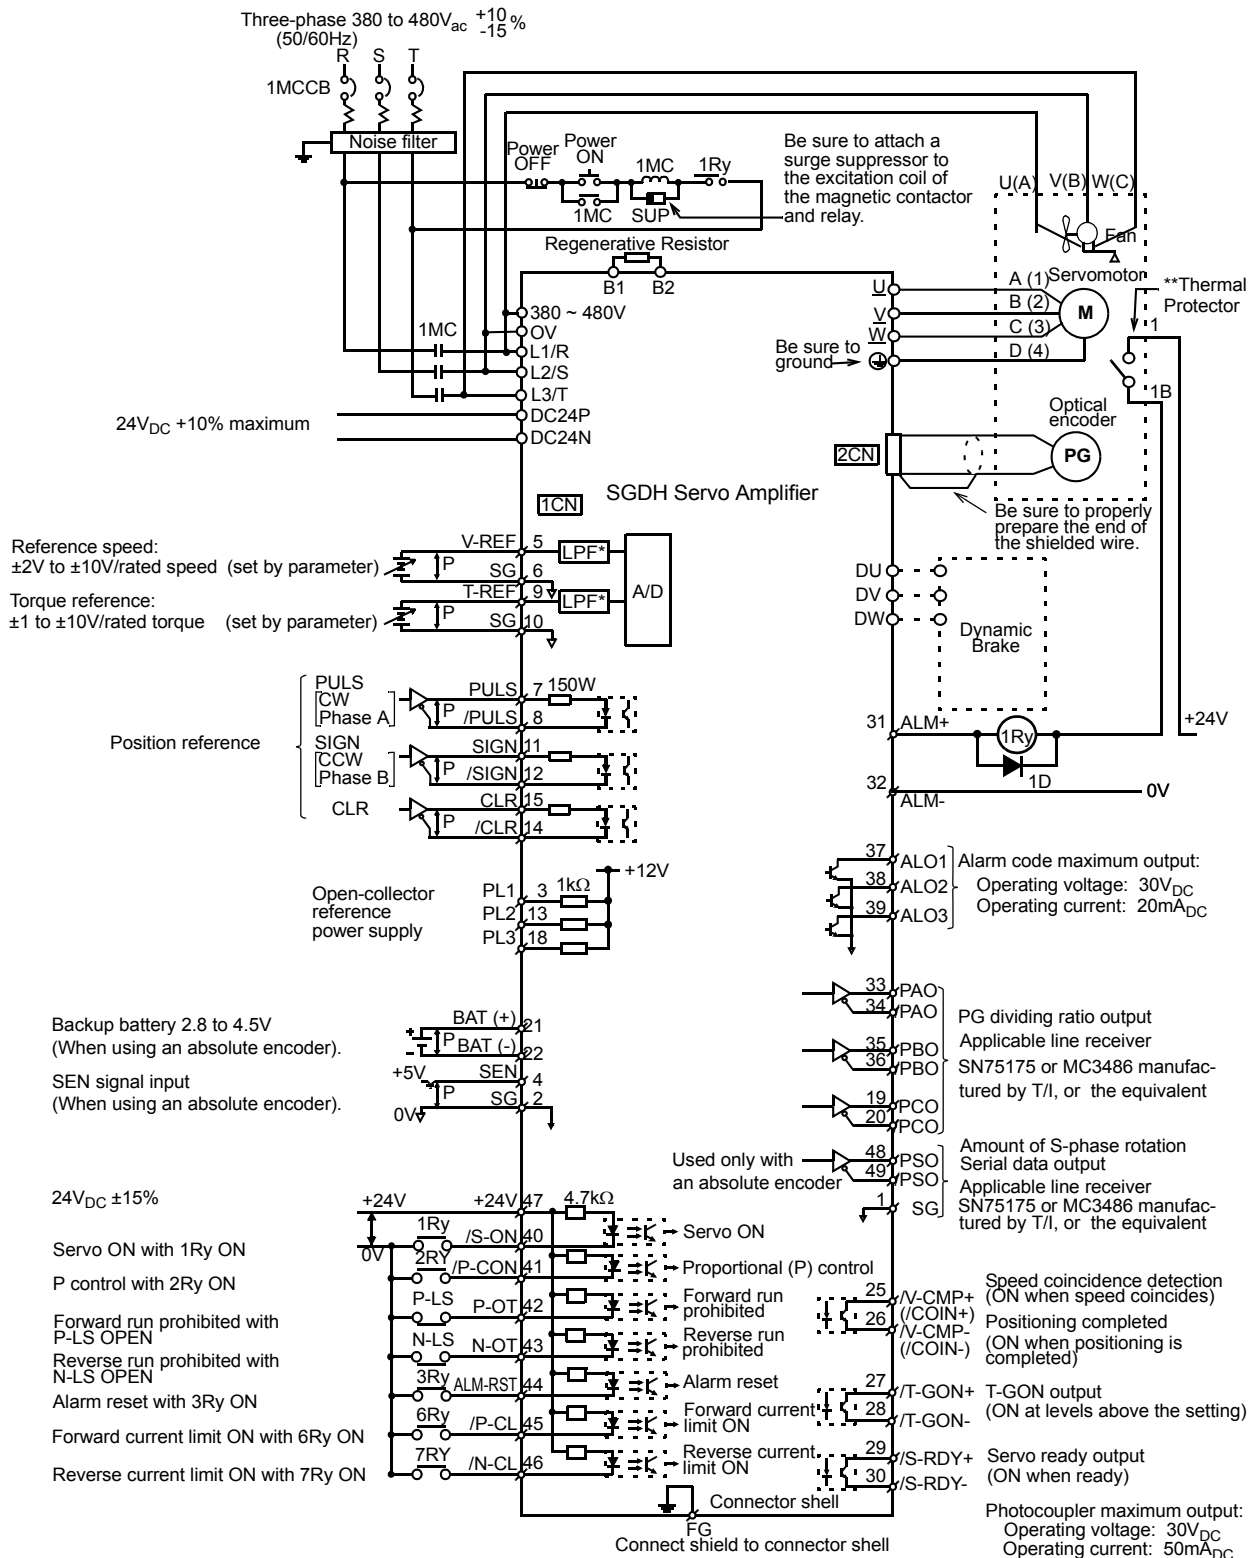 Three-phase 380 to 480Vac +10 -15 %
(50/60Hz)
R S T
1MCCB
Noise filter
Power OFF
Power ON
1MC
1MC
SUP
1Ry
Be sure to attach a
surge suppressor to
the excitation coil of
the magnetic contactor
and relay.
U(A) V(B) W(C)
Fan
Regenerative Resistor
B1 B2
Servomotor
A (1)
B (2)
C (3)
D (4)
M
U
V
W
Be sure to
ground
**Thermal
Protector
1
1B
380 ~ 480V
OV
1MC
L1/R
L2/S
L3/T
DC24P
DC24N
24VDC +10% maximum
Optical
encoder
2CN
PG
1CN
SGDH Servo Amplifier
Be sure to properly
prepare the end of
the shielded wire.
Reference speed:
±2V to ±10V/rated speed (set by parameter)
Torque reference:
±1 to ±10V/rated torque (set by parameter)
V-REF 5 LPF*
P
SG 6
T-REF 9 LPF*
P
SG 10
A/D
DU
DV
DW
Dynamic
Brake
Position reference
PULS
CW
Phase A
SIGN
CCW
Phase B
CLR
PULS 7 150W
P
/PULS 8
SIGN 11
P
/SIGN 12
CLR 15
P
/CLR 14
31 ALM+
1Ry
1D
+24V
32 ALM-
0V
Open-collector
reference
power supply
PL1 3 1kΩ
PL2 13
PL3 18
+12V
37 ALO1
38 ALO2
39 ALO3
Alarm code maximum output:
Operating voltage: 30VDC
Operating current: 20mADC
33 PAO
34 /PAO
35 PBO
36 /PBO
19 PCO
20 /PCO
PG dividing ratio output
Applicable line receiver
SN75175 or MC3486 manufac-
tured by T/I, or the equivalent
Backup battery 2.8 to 4.5V
(When using an absolute encoder).
SEN signal input
(When using an absolute encoder).
BAT (+) 21
+
P
-
BAT (-) 22
+5V SEN 4
P
0V SG 2
Used only with
an absolute encoder
48 PSO
49 /PSO
1 SG
Amount of S-phase rotation
Serial data output
Applicable line receiver
SN75175 or MC3486 manufac-
tured by T/I, or the equivalent
24VDC ±15%
Servo ON with 1Ry ON
P control with 2Ry ON
Forward run prohibited with
P-LS OPEN
Reverse run prohibited with
N-LS OPEN
Alarm reset with 3Ry ON
Forward current limit ON with 6Ry ON
Reverse current limit ON with 7Ry ON
+24V +24V 47 4.7kΩ
0V
1Ry /S-ON 40 Servo ON
2RY /P-CON 41 Proportional (P) control
P-LS P-OT 42 Forward run
prohibited
N-LS N-OT 43 Reverse run
prohibited
3Ry ALM-RST 44 Alarm reset
6Ry /P-CL 45 Forward current
limit ON
7RY /N-CL 46 Reverse current
limit ON
25 /V-CMP+
(/COIN+)
26 /V-CMP-
(/COIN-)
Speed coincidence detection
(ON when speed coincides)
Positioning completed
(ON when positioning is
completed)
27 /T-GON+
28 /T-GON-
T-GON output
(ON at levels above the setting)
29 /S-RDY+
30 /S-RDY-
Servo ready output
(ON when ready)
Connector shell
FG
Connect shield to connector shell
Photocoupler maximum output:
Operating voltage: 30VDC
Operating current: 50mADC